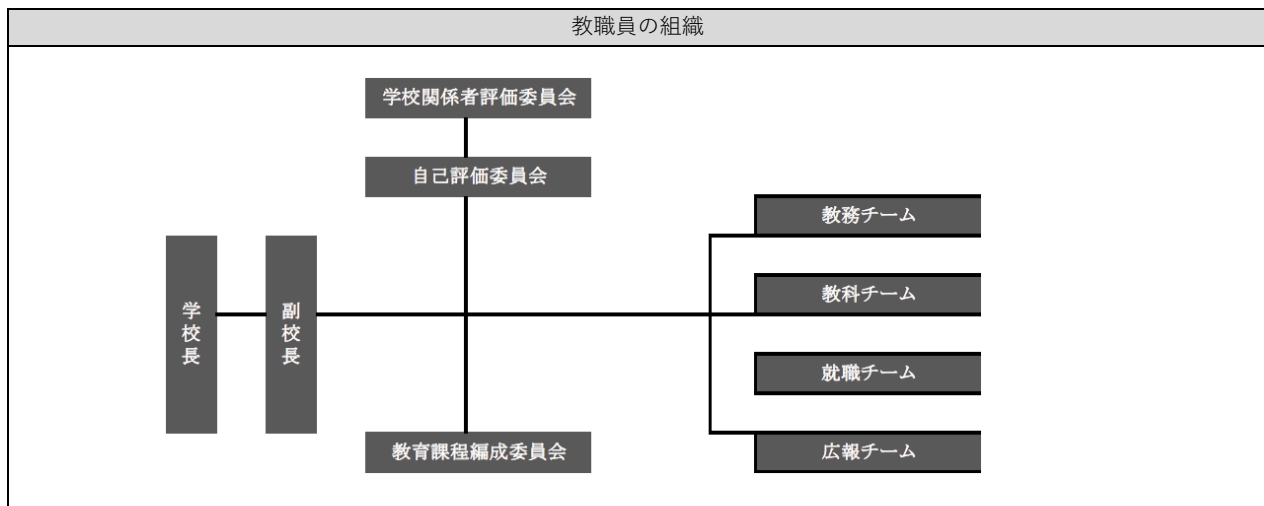 教職員の組織
学校関係者評価委員会
自己評価委員会
学校長
副校長
教務チーム
教科チーム
就職チーム
広報チーム
教育課程編成委員会